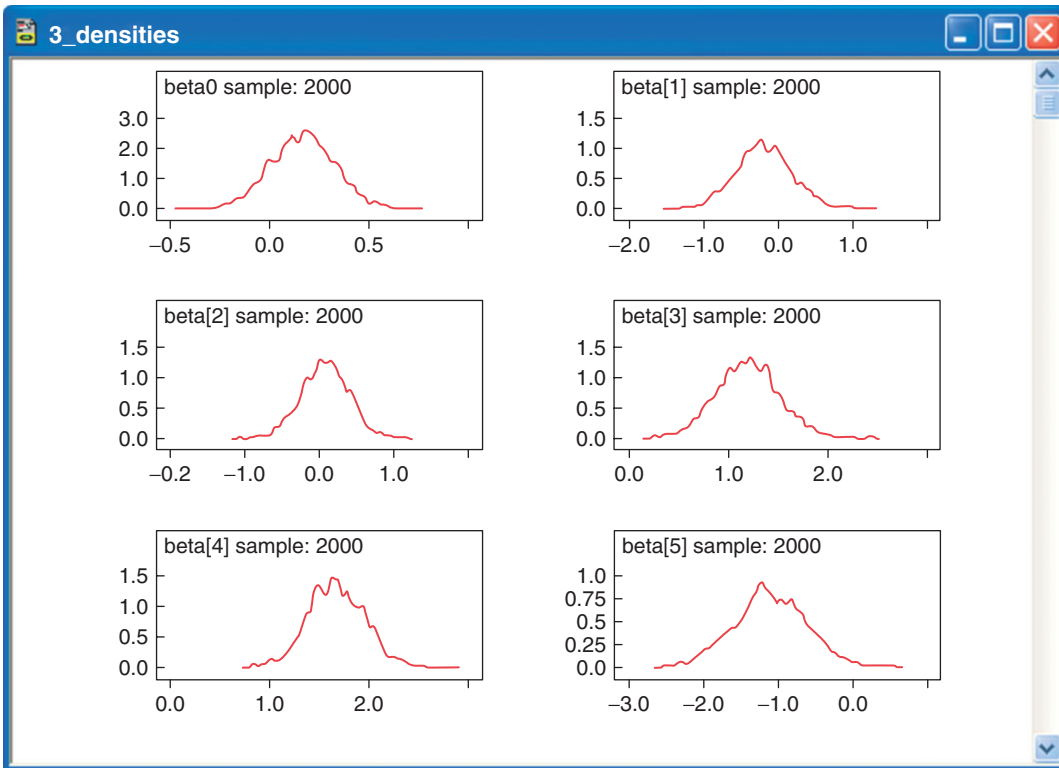 3_densities
beta0 sample: 2000
3.0
2.0
1.0
0.0
−0.5 0.0 0.5
beta[1] sample: 2000
1.5
1.0
0.5
0.0
−2.0 −1.0 0.0 1.0
beta[2] sample: 2000
1.5
1.0
0.5
0.0
−0.2 −1.0 0.0 1.0
beta[3] sample: 2000
1.5
1.0
0.5
0.0
0.0 1.0 2.0
beta[4] sample: 2000
1.5
1.0
0.5
0.0
0.0 1.0 2.0
beta[5] sample: 2000
1.0
0.75
0.5
0.25
0.0
−3.0 −2.0 −1.0 0.0